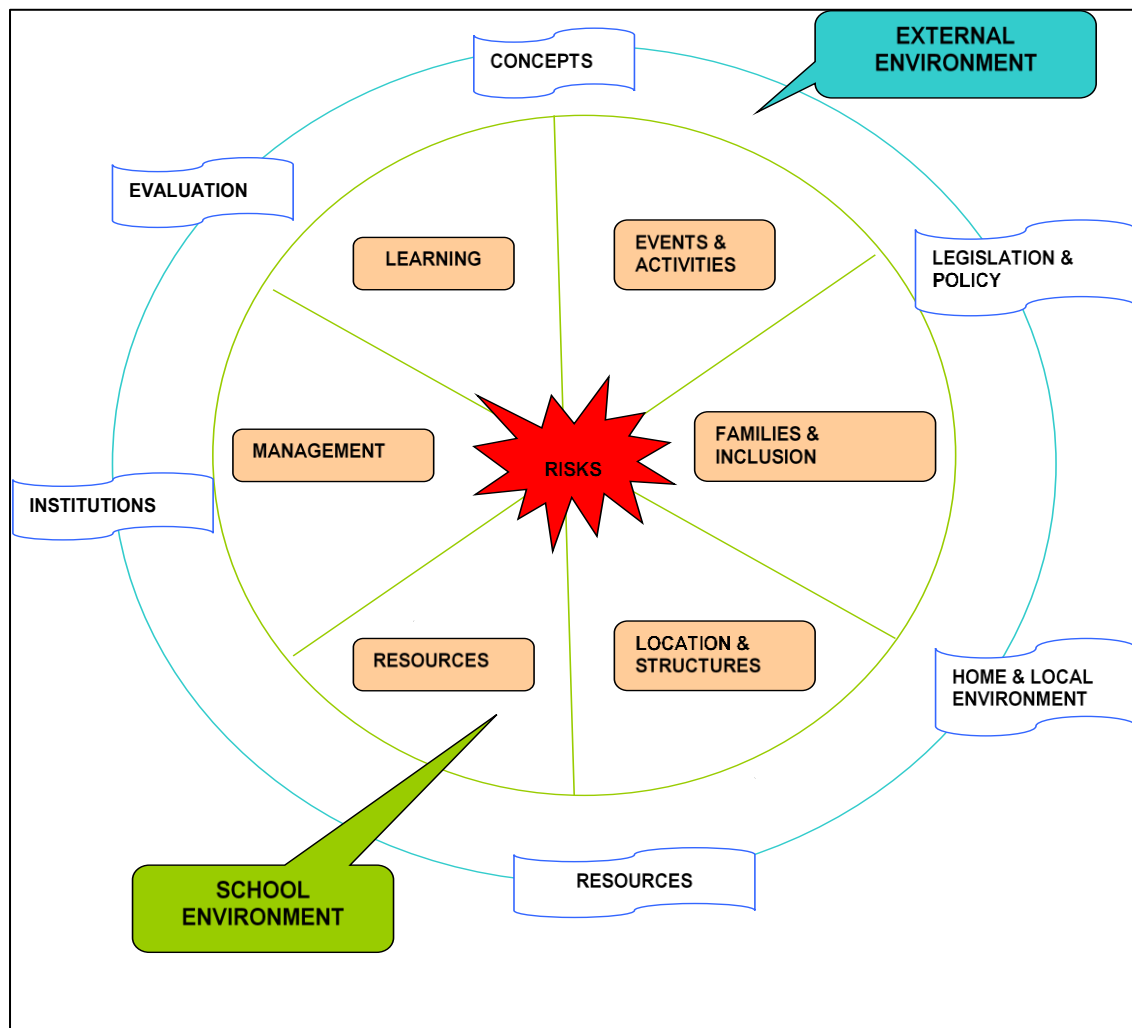 EXTERNAL
ENVIRONMENT
CONCEPTS
EVALUATION
LEARNING
EVENTS &
ACTIVITIES
LEGISLATION &
POLICY
MANAGEMENT
RISKS
FAMILIES &
INCLUSION
INSTITUTIONS
RESOURCES
LOCATION &
STRUCTURES
HOME & LOCAL
ENVIRONMENT
SCHOOL
ENVIRONMENT
RESOURCES